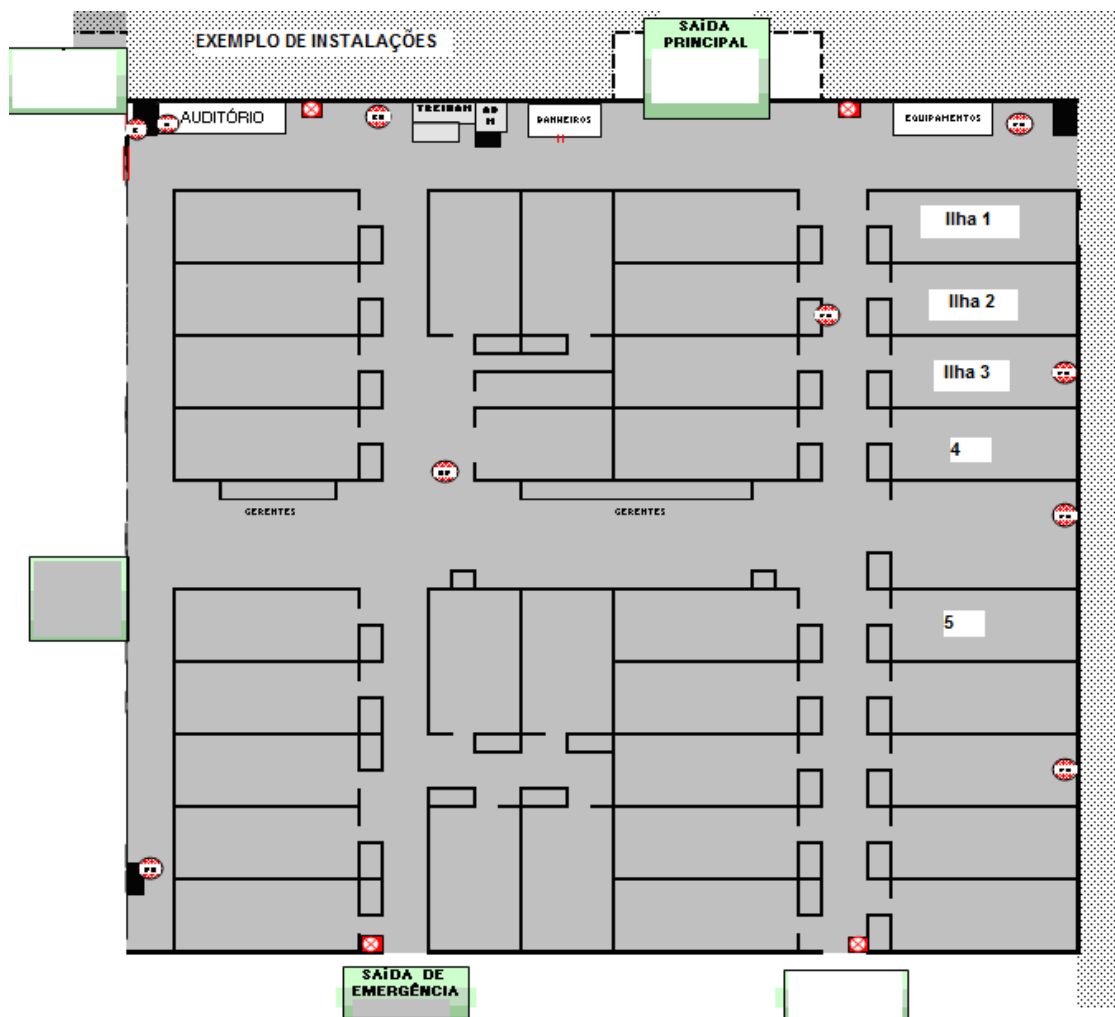 SAÍDA
PRINCIPAL
EXEMPLO DE INSTALAÇÕES
AUDITÓRIO
TREINAM
AD
M
BANHEIROS
EQUIPAMENTOS
Ilha 1
Ilha 2
Ilha 3
4
GERENTES
GERENTES
5
SAÍDA DE
EMERGÊNCIA